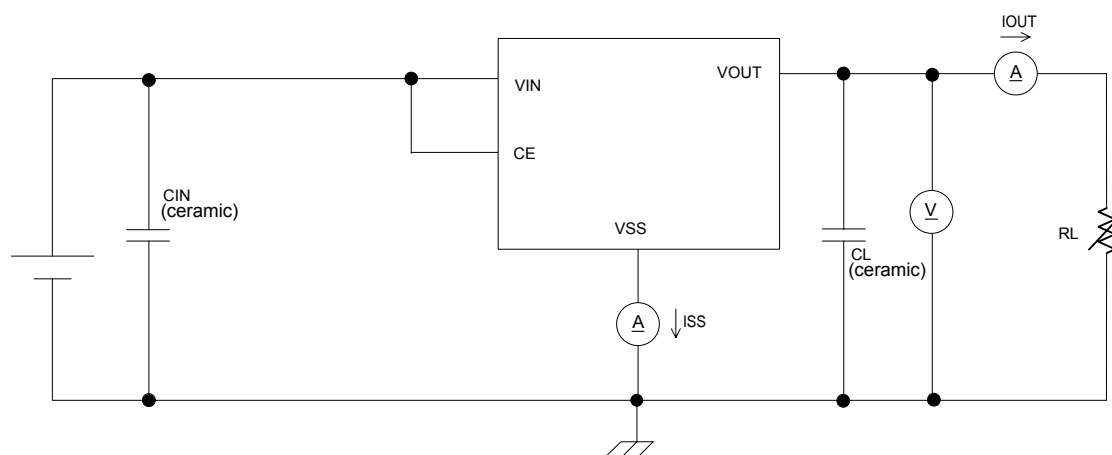 IOUT
A
VIN
VOUT
CE
CIN
(ceramic)
VSS
V
RL
CL
(ceramic)
A
ISS